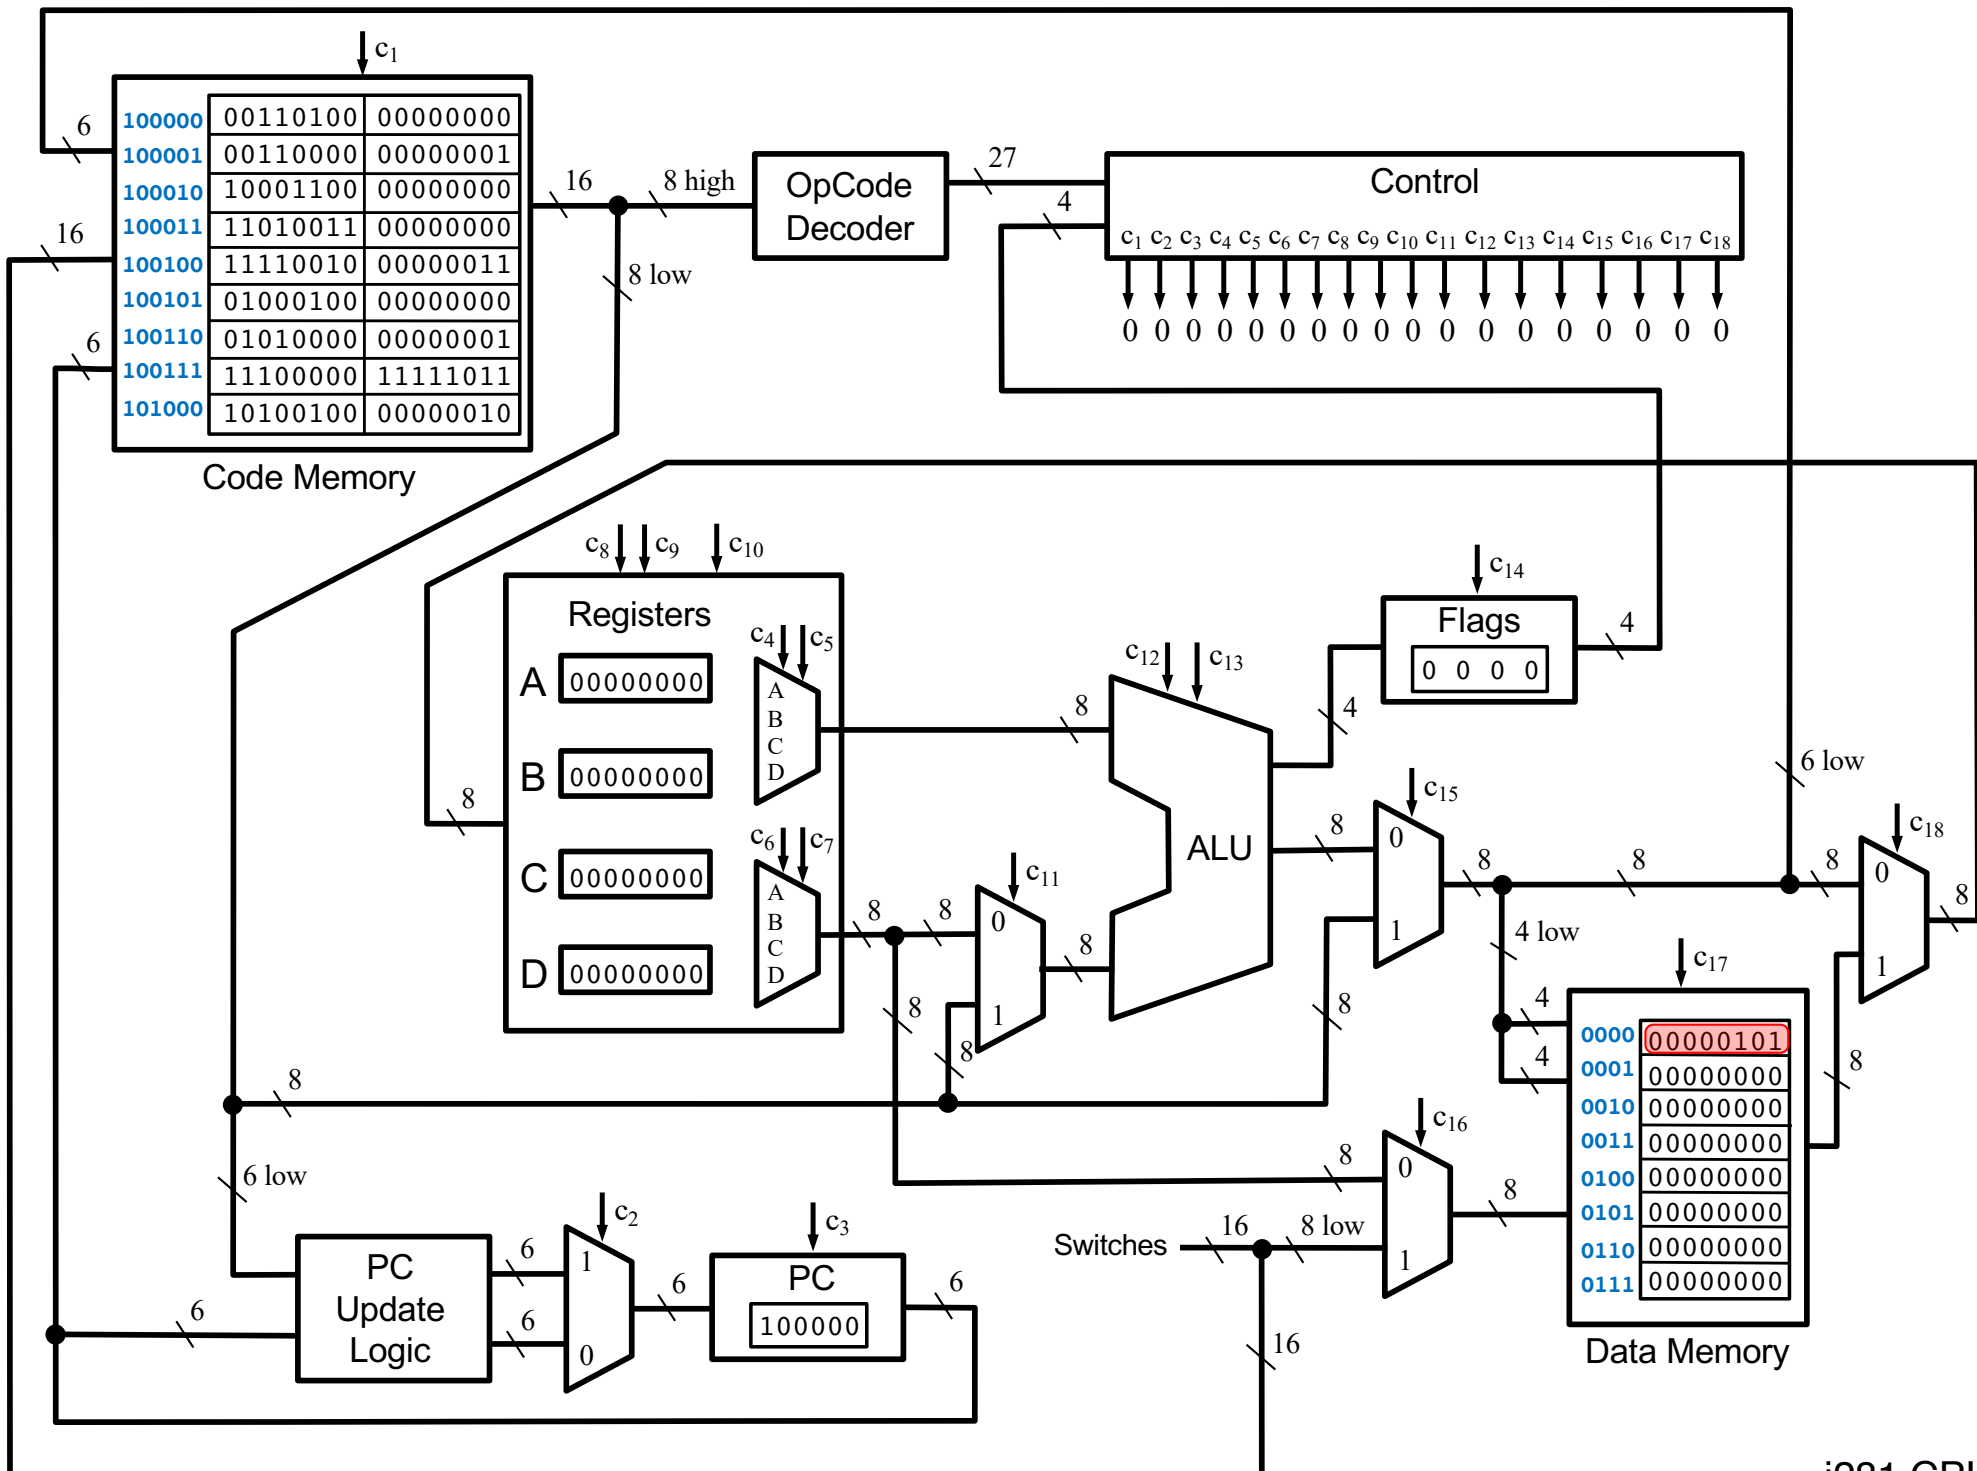 c1
100000 00110100 00000000
100001 00110000 00000001
100010 10001100 00000000
100011 11010011 00000000
100100 11110010 00000011
100101 01000100 00000000
100110 01010000 00000001
100111 11100000 11111011
101000 10100100 00000010
Code Memory
6
16
6
16
8 high
8 low
OpCode
Decoder
27
4
Control
c1 c2 c3 c4 c5 c6 c7 c8 c9 c10 c11 c12 c13 c14 c15 c16 c17 c18
0 0 0 0 0 0 0 0 0 0 0 0 0 0 0 0 0 0
c8 c9 c10
Registers
A 00000000
B 00000000
C 00000000
D 00000000
c4 c5
A
B
C
D
c6 c7
A
B
C
D
8
8
8
8
8
c11
0
1
8
8
c12 c13
ALU
4
c14
Flags
0 0 0 0
4
8
c15
0
1
8
8
8
6 low
8
c18
0
1
8
4 low
4
4
c17
0000 00000101
0001 00000000
0010 00000000
0011 00000000
0100 00000000
0101 00000000
0110 00000000
0111 00000000
Data Memory
8
8
6 low
PC
Update
Logic
6
6
6
c2
1
0
6
c3
PC
100000
6
Switches
16
8 low
16
8
c16
0
1
8